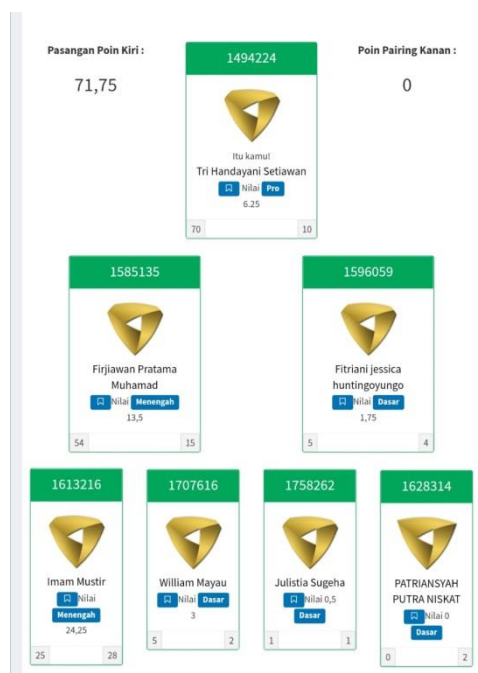 Pasangan Poin Kiri :
71,75
Poin Pairing Kanan :
0
1494224
Itu kamu!
Tri Handayani Setiawan
Nilai Pro
6.25
70 10
1585135
Firjiawan Pratama
Muhamad
Nilai Menengah
13,5
54 15
1596059
Fitriani jessica
huntingoyungo
Nilai Dasar
1,75
5 4
1613216
Imam Mustir
Nilai
Menengah
24,25
25 28
1707616
William Mayau
Nilai Dasar
3
5 2
1758262
Julistia Sugeha
Nilai 0,5
Dasar
1 1
1628314
PATRIANSYAH
PUTRA NISKAT
Nilai 0
Dasar
0 2